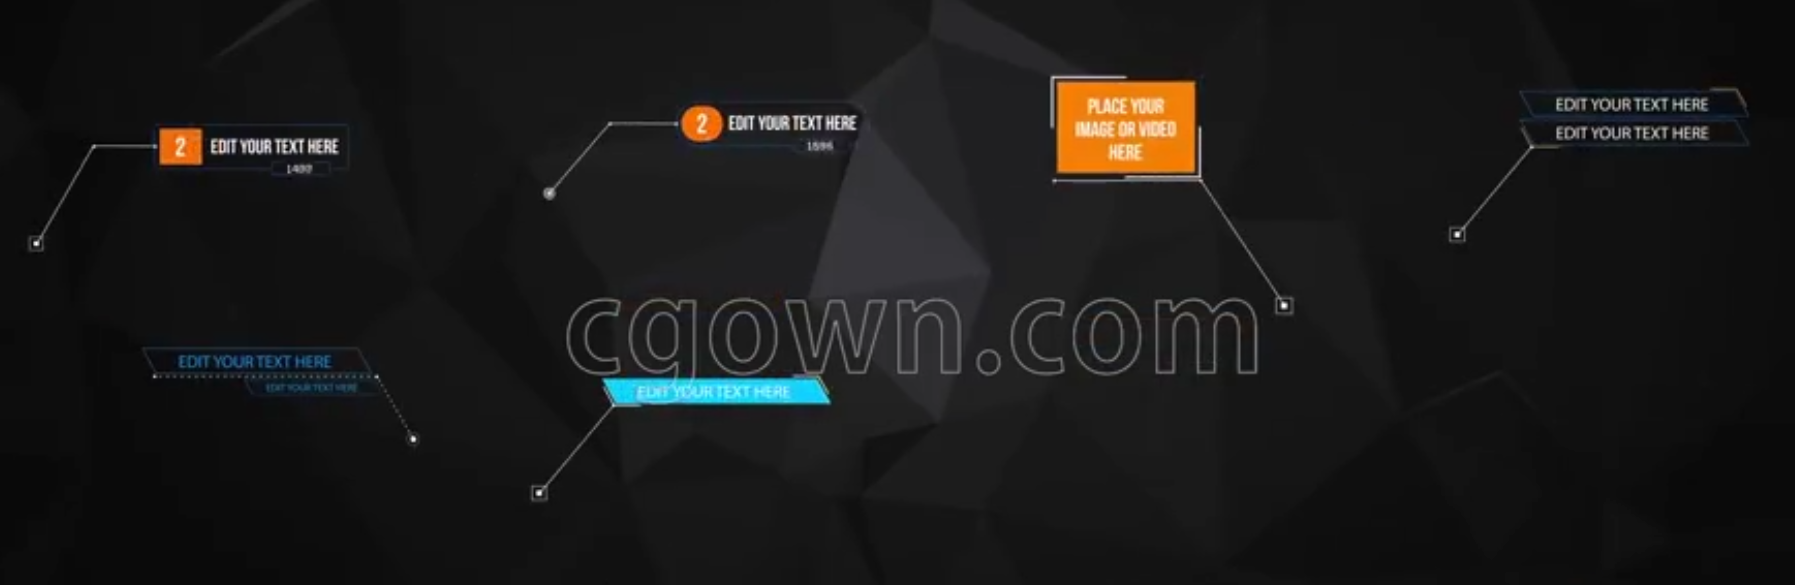 2 EDIT YOUR TEXT HERE
1400
2 EDIT YOUR TEXT HERE
1596
PLACE YOUR
IMAGE OR VIDEO
HERE
EDIT YOUR TEXT HERE
EDIT YOUR TEXT HERE
cgown.com
EDIT YOUR TEXT HERE
EDIT YOUR TEXT HERE
EDIT YOUR TEXT HERE